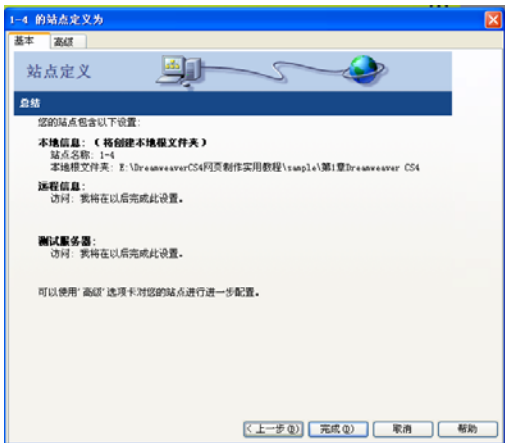 1-4 的站点定义为
基本 高级
站点定义
总结
您的站点包含以下设置:
本地信息:(将创建本地根文件夹)
站点名称: 1-4
本地根文件夹: E:\DreamweaverCS4网页制作实用教程\sample\第1章Dreamweaver CS4
远程信息:
访问: 我将在以后完成此设置。
测试服务器:
访问: 我将在以后完成此设置。
可以使用'高级'选项卡对您的站点进行进一步配置。
<上一步(B) 完成(D) 取消 帮助